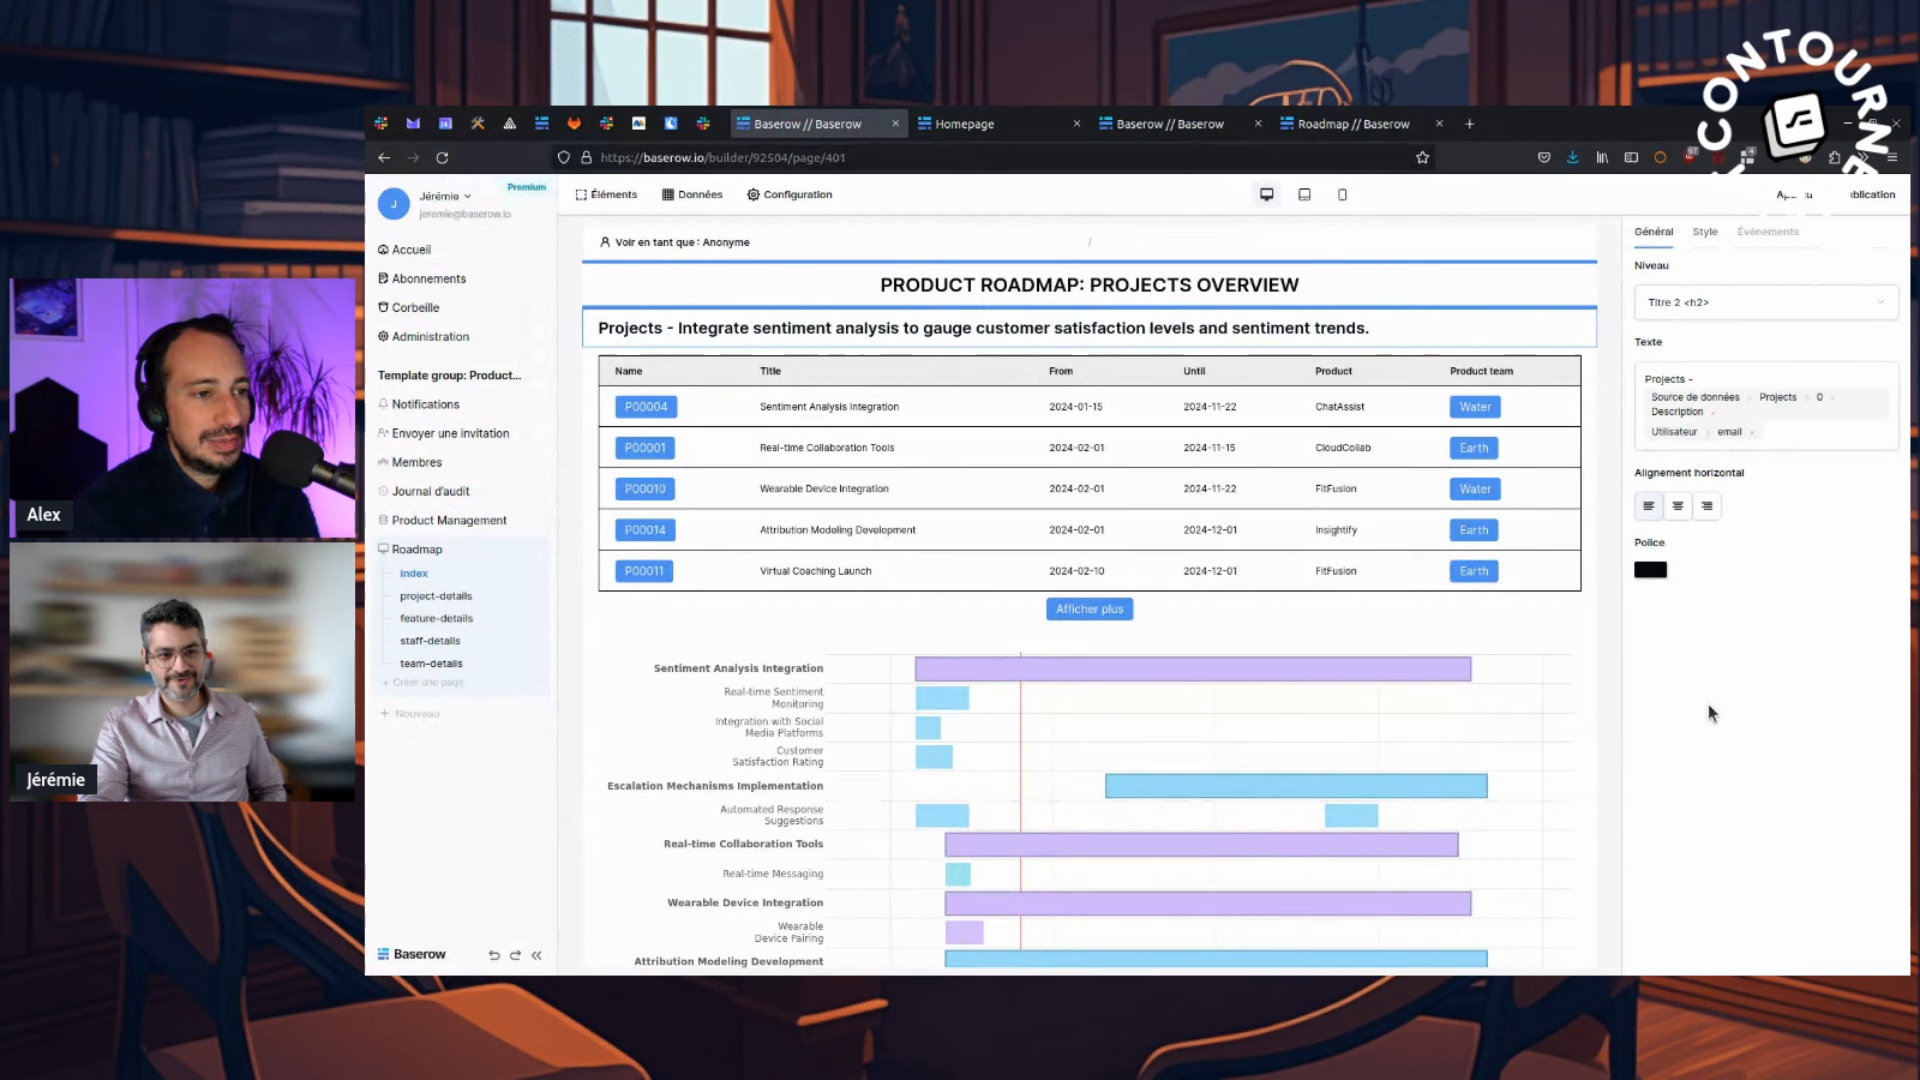 CONTOURNE
Baserow // Baserow
Homepage
Baserow // Baserow
Roadmap // Baserow
https://baserow.io/builder/92504/page/401
J
Jérémie
Premium
jeremie@baserow.io
Éléments
Données
Configuration
Voir en tant que : Anonyme
/
Accueil
Abonnements
Corbeille
Administration
Template group: Product...
Notifications
Envoyer une invitation
Membres
Journal d'audit
Product Management
Roadmap
index
project-details
feature-details
staff-details
team-details
+ Créer une page
+ Nouveau
Baserow
PRODUCT ROADMAP: PROJECTS OVERVIEW
Projects - Integrate sentiment analysis to gauge customer satisfaction levels and sentiment trends.
Name Title From Until Product Product team
P00004 Sentiment Analysis Integration 2024-01-15 2024-11-22 ChatAssist Water
P00001 Real-time Collaboration Tools 2024-02-01 2024-11-15 CloudCollab Earth
P00010 Wearable Device Integration 2024-02-01 2024-11-22 FitFusion Water
P00014 Attribution Modeling Development 2024-02-01 2024-12-01 Insightify Earth
P00011 Virtual Coaching Launch 2024-02-10 2024-12-01 FitFusion Earth
Afficher plus
Sentiment Analysis Integration
Real-time Sentiment
Monitoring
Integration with Social
Media Platforms
Customer
Satisfaction Rating
Escalation Mechanisms Implementation
Automated Response
Suggestions
Real-time Collaboration Tools
Real-time Messaging
Wearable Device Integration
Wearable
Device Pairing
Attribution Modeling Development
Général
Style
Événements
Niveau
Titre 2 <h2>
Texte
Projects -
Source de données Projects 0
Description
Utilisateur email
Alignement horizontal
Police
Alex
Jérémie